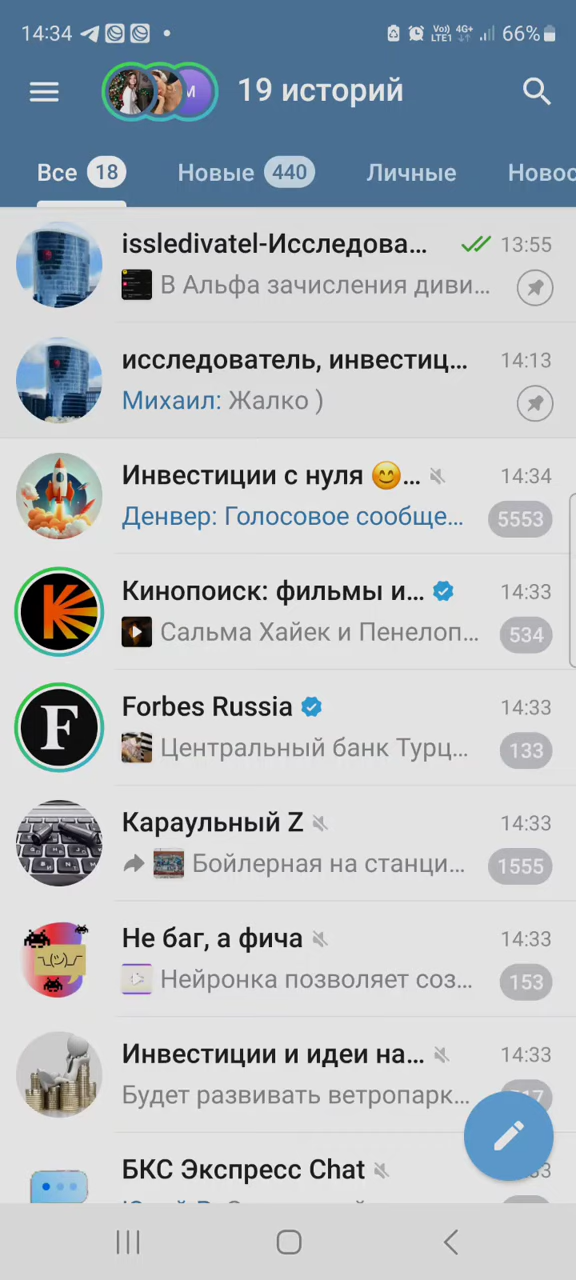 14:34 Vo)) LTE1 4G+ 66%
М 19 историй
Все 18 Новые 440 Личные Новос
issledivatel-Исследова... 13:55
В Альфа зачисления диви...
исследователь, инвестиц... 14:13
Михаил: Жалко )
Инвестиции с нуля 😊... 14:34
Денвер: Голосовое сообще... 5553
Кинопоиск: фильмы и... 14:33
Сальма Хайек и Пенелоп... 534
Forbes Russia 14:33
Центральный банк Турц... 133
Караульный Z 14:33
Бойлерная на станци... 1555
Не баг, а фича 14:33
Нейронка позволяет соз... 153
Инвестиции и идеи на... 14:33
Будет развивать ветропарк...
БКС Экспресс Chat